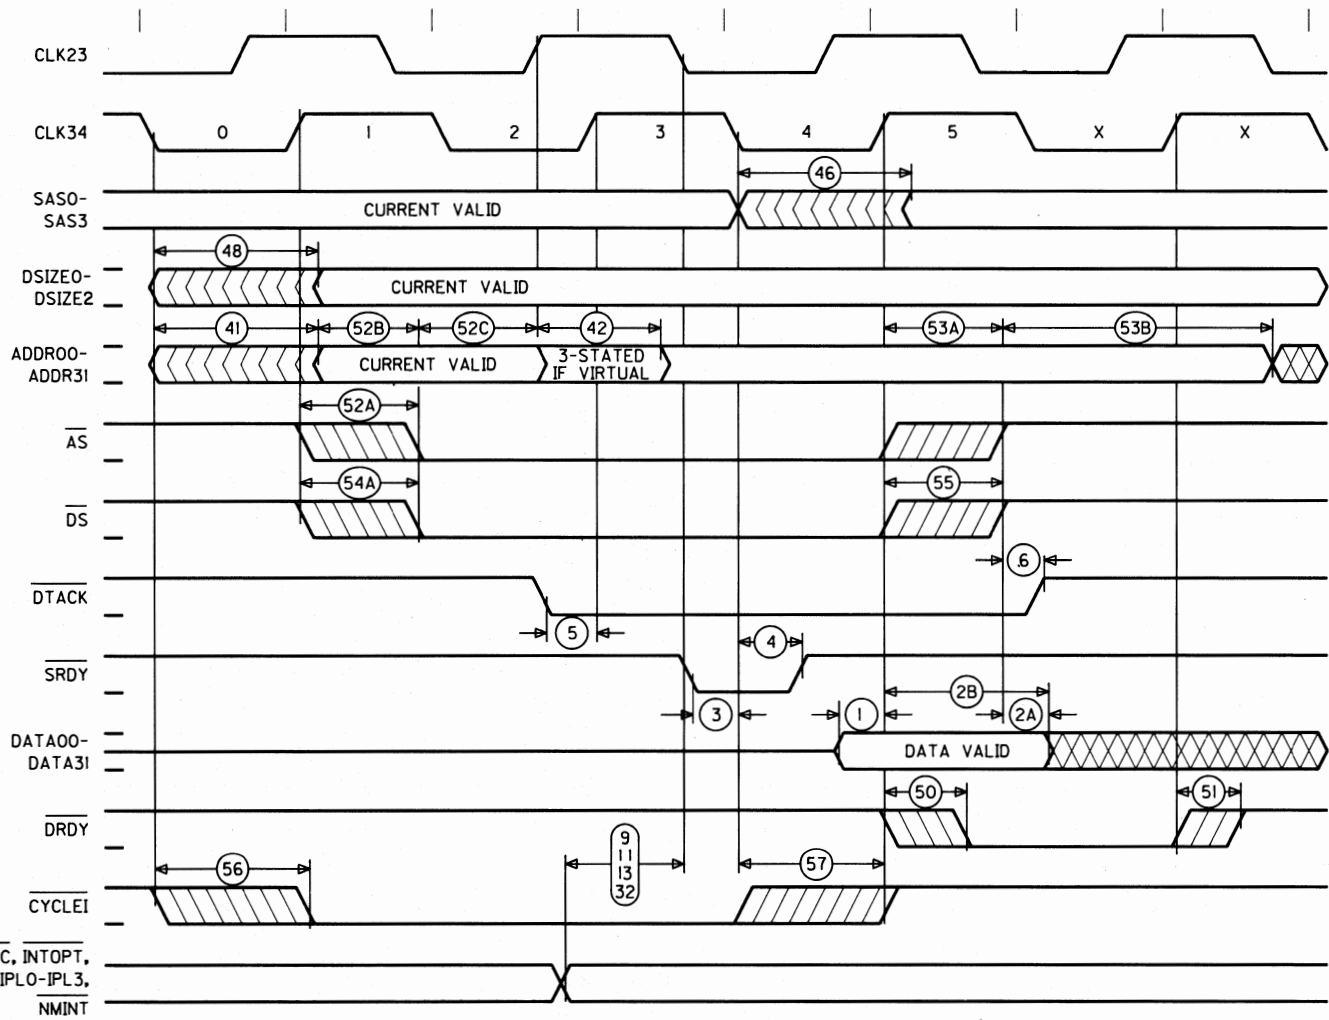 CLK23
CLK34
0 1 2 3 4 5 X X
46
SAS0-
SAS3
CURRENT VALID
48
DSIZE0-
DSIZE2
CURRENT VALID
41 52B 52C 42 53A 53B
ADDR00-
ADDR31
CURRENT VALID
3-STATED
IF VIRTUAL
52A
AS
54A 55
DS
6
DTACK
5
4
SRDY
2B
3 1 2A
DATA00-
DATA31
DATA VALID
50 51
DRDY
9
11
13
32
56 57
CYCLEI
C, INTOPT,
IPL0-IPL3,
NMINT